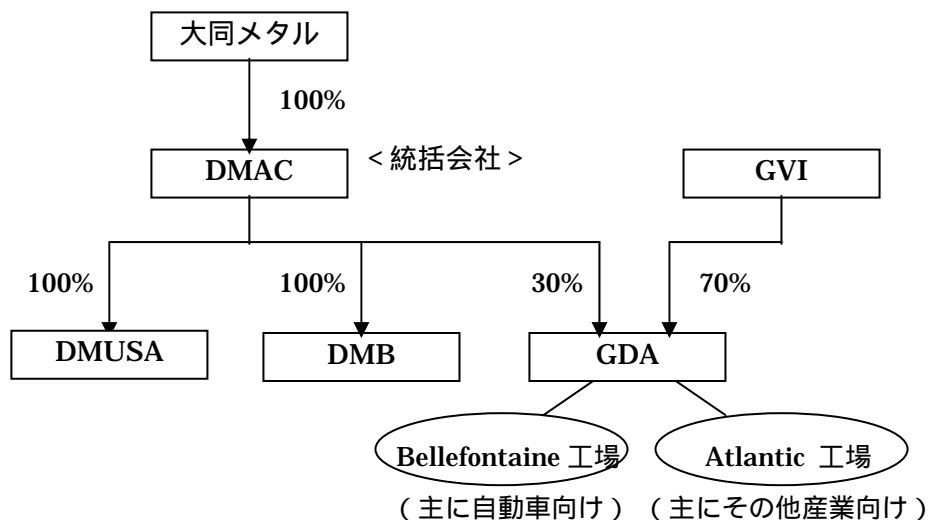 大同メタル
100%
DMAC
<統括会社>
GVI
100%
100%
30%
70%
DMUSA
DMB
GDA
Bellefontaine 工場
Atlantic 工場
(主に自動車向け)
(主にその他産業向け)